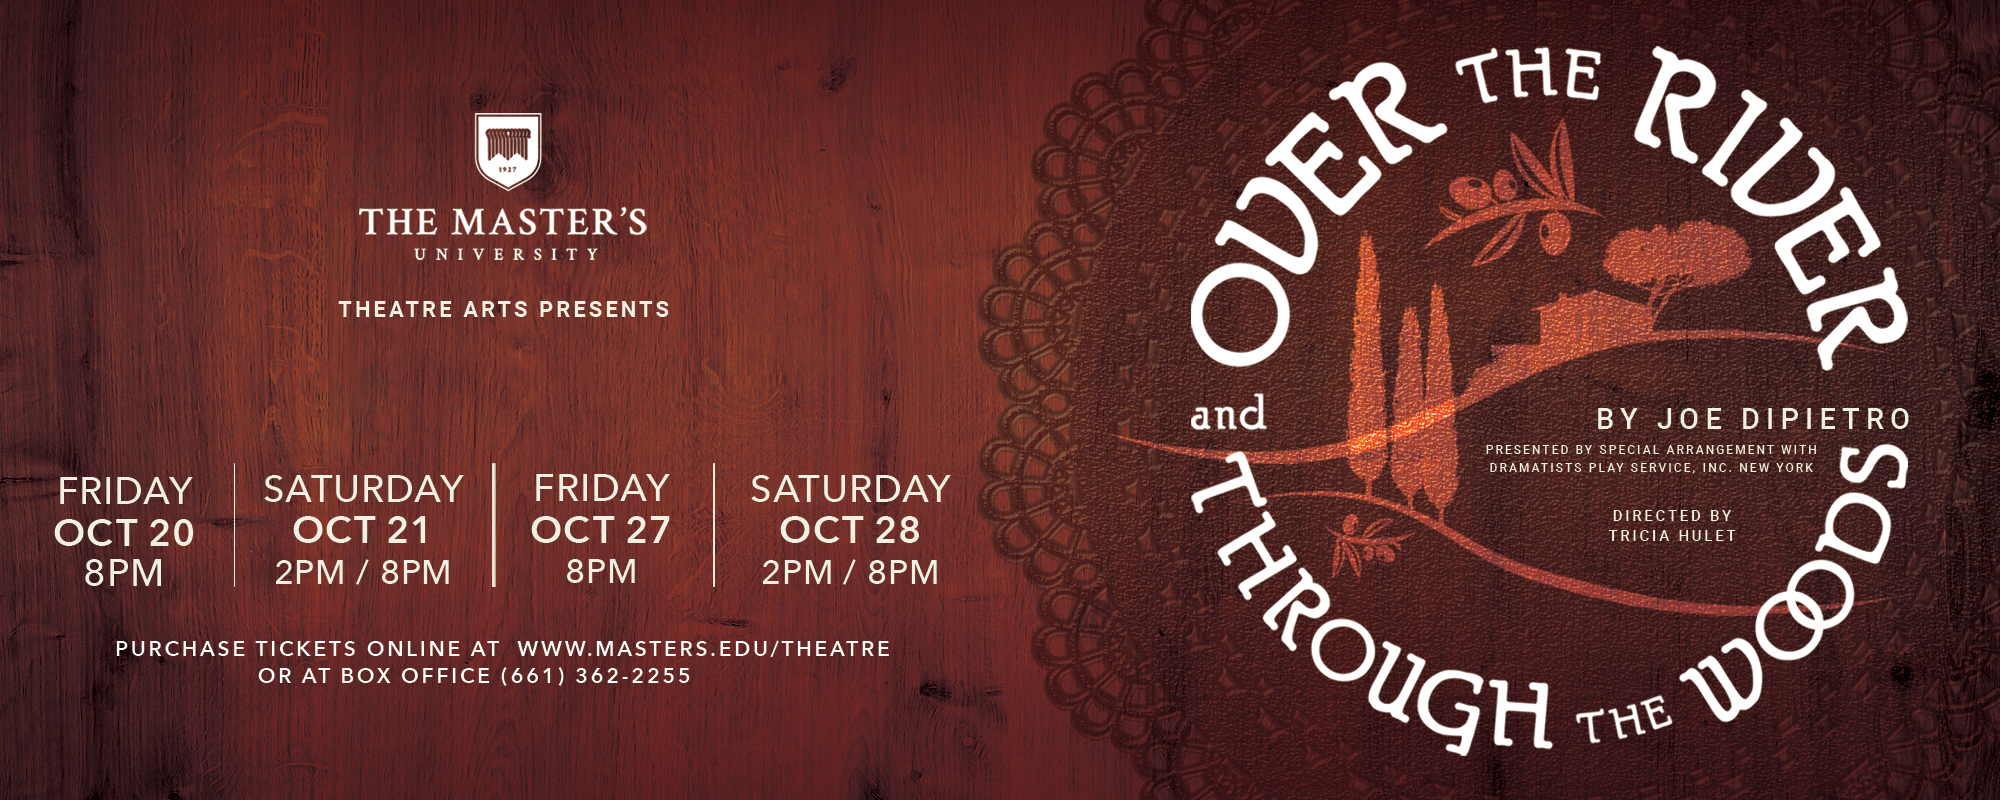 1927
THE MASTER'S
UNIVERSITY
THEATRE ARTS PRESENTS
FRIDAY
OCT 20
8PM
SATURDAY
OCT 21
2PM / 8PM
FRIDAY
OCT 27
8PM
SATURDAY
OCT 28
2PM / 8PM
PURCHASE TICKETS ONLINE AT WWW.MASTERS.EDU/THEATRE
OR AT BOX OFFICE (661) 362-2255
OVER THE RIVER
and
THROUGH THE WOODS
BY JOE DIPIETRO
PRESENTED BY SPECIAL ARRANGEMENT WITH
DRAMATISTS PLAY SERVICE, INC. NEW YORK
DIRECTED BY
TRICIA HULET